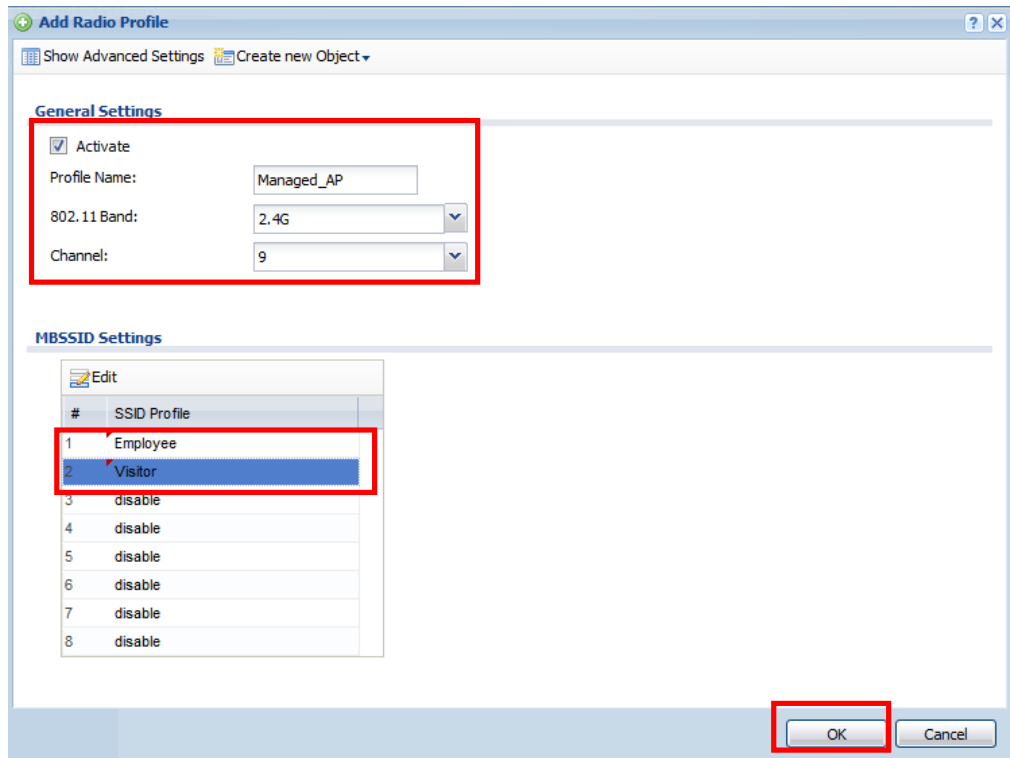 Add Radio Profile
Show Advanced Settings Create new Object
General Settings
Activate
Profile Name: Managed_AP
802.11 Band: 2.4G
Channel: 9
MBSSID Settings
Edit
# SSID Profile
1 Employee
2 Visitor
3 disable
4 disable
5 disable
6 disable
7 disable
8 disable
OK Cancel